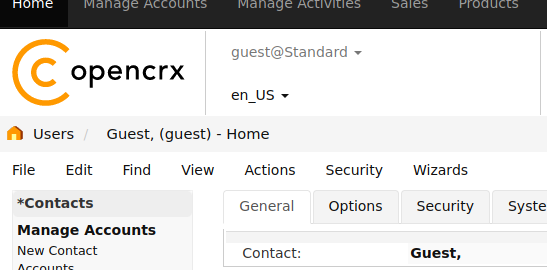 Home Manage Accounts Manage Activities Sales Products
opencrx
guest@Standard
en_US
Users / Guest, (guest) - Home
File Edit Find View Actions Security Wizards
*Contacts
Manage Accounts
New Contact
Accounts
General Options Security
Contact: Guest,